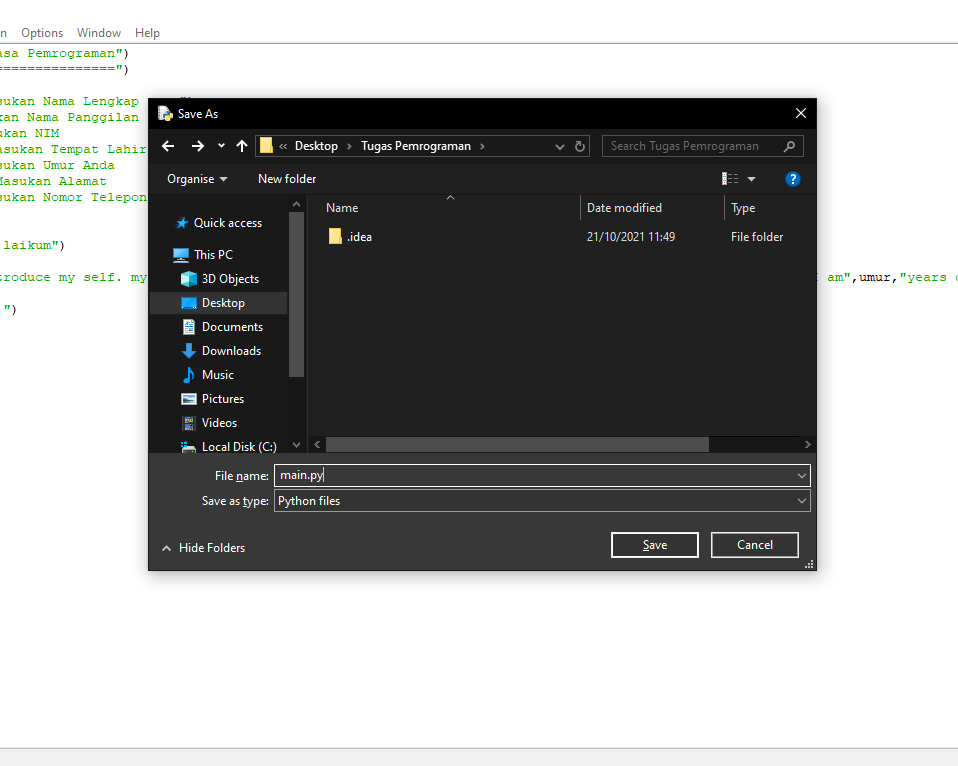 n Options Window Help
asa Pemrograman")
===============")
sukan Nama Lengkap
kan Nama Panggilan
ukan NIM
asukan Tempat Lahir
sukan Umur Anda
Masukan Alamat
sukan Nomor Telepon
laikum")
troduce my self. my
am",umur,"years o
")
Save As
« Desktop › Tugas Pemrograman ›
Search Tugas Pemrograman
Organise
New folder
?
Name
Date modified
Type
.idea
21/10/2021 11:49
File folder
Quick access
This PC
3D Objects
Desktop
Documents
Downloads
Music
Pictures
Videos
Local Disk (C:)
File name: main.py
Save as type: Python files
Hide Folders
Save
Cancel